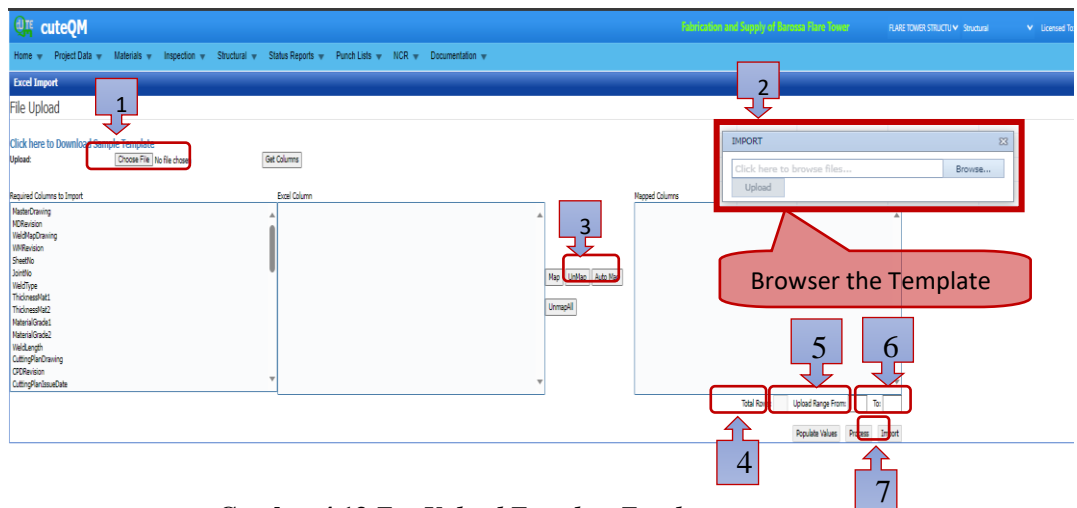 CUTE cuteQM
Fabrication and Supply of Barossa Flare Tower
FLARE TOWER STRUCTU Structural Licensed To
Home Project Data Materials Inspection Structural Status Reports Punch Lists NCR Documentation
Excel Import
File Upload
1
2
Click here to Download Sample Template
Upload: Choose File No file chosen Get Columns
IMPORT
Click here to browse files... Browse...
Upload
Required Columns to Import Excel Column Mapped Columns
MasterDrawing
MDRevision
WeldMapDrawing
WMRevision
SheetNo
JointNo
WeldType
ThicknessMat1
ThicknessMat2
MaterialGrade1
MaterialGrade2
WeldLength
CuttingPlanDrawing
CPDRevision
CuttingPlanIssueDate
3
Map UnMap Auto Map
UnmapAll
Browser the Template
5 6
Total Rows Upload Range From: To:
Populate Values Process Import
4
7